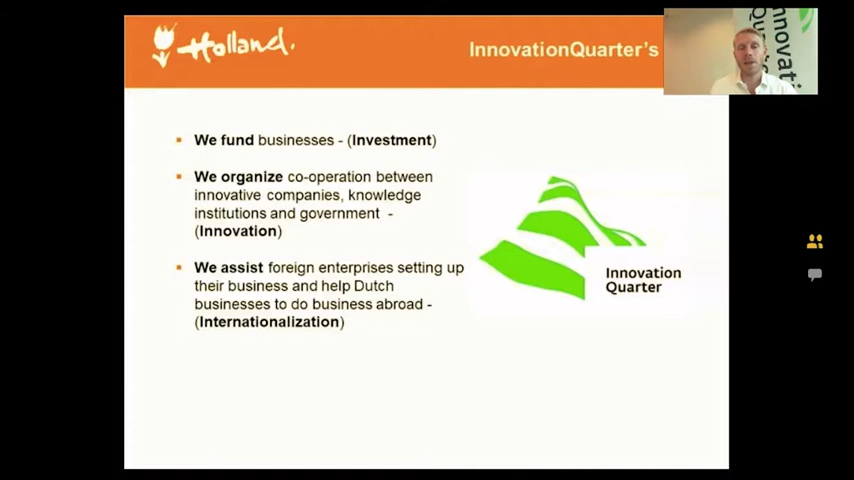 Holland.
InnovationQuarter's
▪ We fund businesses - (Investment)
▪ We organize co-operation between
innovative companies, knowledge
institutions and government -
(Innovation)
▪ We assist foreign enterprises setting up
their business and help Dutch
businesses to do business abroad -
(Internationalization)
Innovation
Quarter